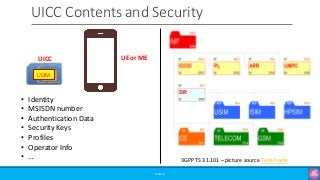 UICC Contents and Security
UICC
USIM
UE or ME
• Identity
• MSISDN number
• Authentication Data
• Security Keys
• Profiles
• Operator Info
• ...
MF
ICCID
PL
ARR
UMPC
DIR
USIM
ISIM
HPSIM
CD
TELECOM
GSM
3GPP TS 31.101 – picture source Tech-Invite